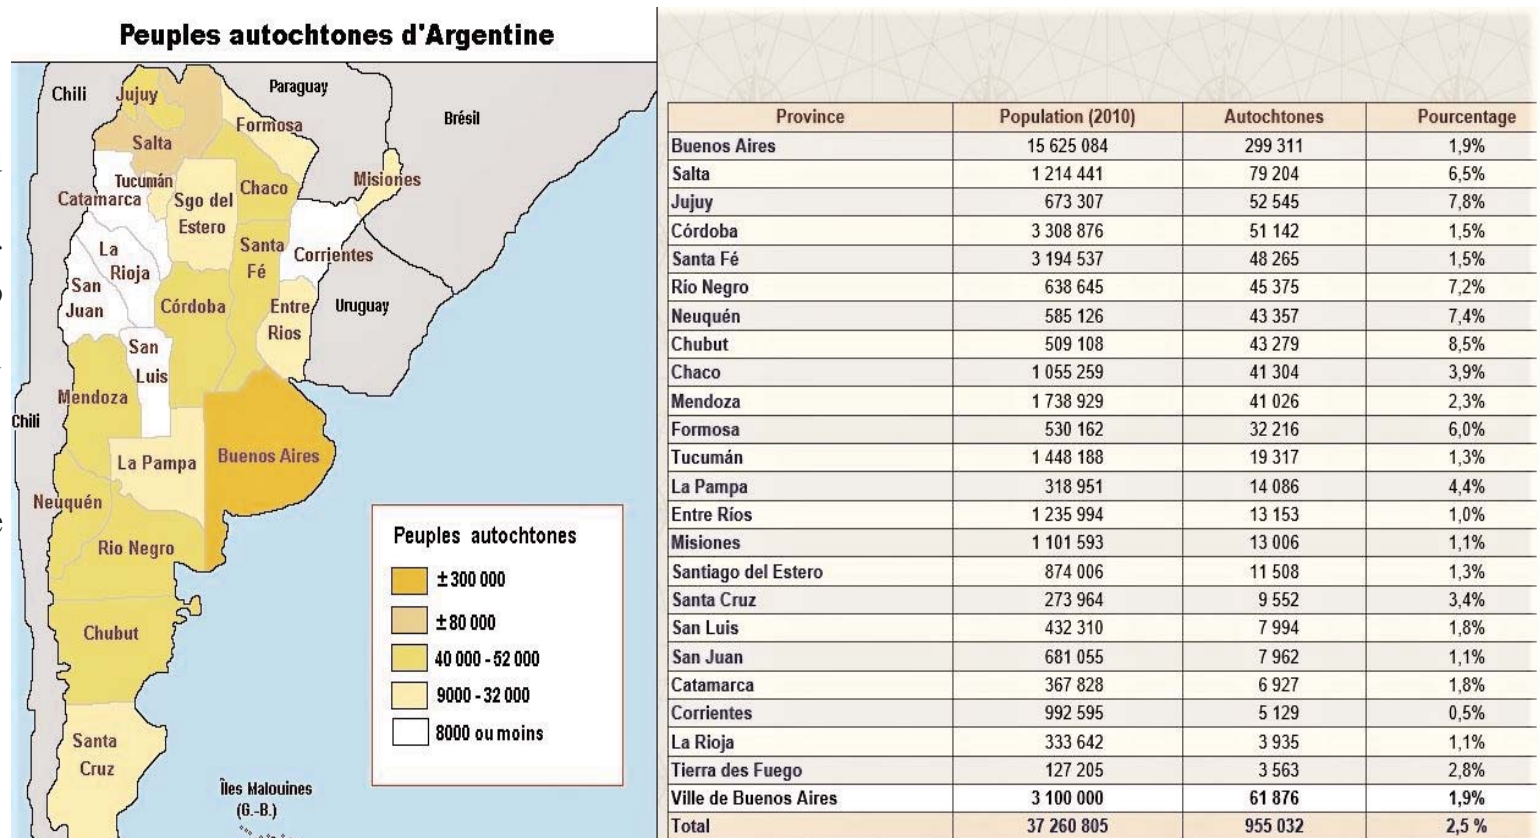 Peuples autochtones d'Argentine
Chili
Jujuy
Paraguay
Brésil
Formosa
Salta
Misiones
Tucumán
Chaco
Catamarca
Sgo del
Estero
La
Rioja
Santa
Fé
Corrientes
San
Juan
Córdoba
Entre
Rios
Uruguay
San
Luis
Mendoza
Chili
Buenos Aires
La Pampa
Neuquén
Rio Negro
Chubut
Santa
Cruz
Îles Malouines
(G.-B.)
Peuples autochtones
± 300 000
± 80 000
40 000 - 52 000
9000 - 32 000
8000 ou moins
Province Population (2010) Autochtones Pourcentage
Buenos Aires 15 625 084 299 311 1,9%
Salta 1 214 441 79 204 6,5%
Jujuy 673 307 52 545 7,8%
Córdoba 3 308 876 51 142 1,5%
Santa Fé 3 194 537 48 265 1,5%
Rio Negro 638 645 45 375 7,2%
Neuquén 585 126 43 357 7,4%
Chubut 509 108 43 279 8,5%
Chaco 1 055 259 41 304 3,9%
Mendoza 1 738 929 41 026 2,3%
Formosa 530 162 32 216 6,0%
Tucumán 1 448 188 19 317 1,3%
La Pampa 318 951 14 086 4,4%
Entre Ríos 1 235 994 13 153 1,0%
Misiones 1 101 593 13 006 1,1%
Santiago del Estero 874 006 11 508 1,3%
Santa Cruz 273 964 9 552 3,4%
San Luis 432 310 7 994 1,8%
San Juan 681 055 7 962 1,1%
Catamarca 367 828 6 927 1,8%
Corrientes 992 595 5 129 0,5%
La Rioja 333 642 3 935 1,1%
Tierra des Fuego 127 205 3 563 2,8%
Ville de Buenos Aires 3 100 000 61 876 1,9%
Total 37 260 805 955 032 2,5 %